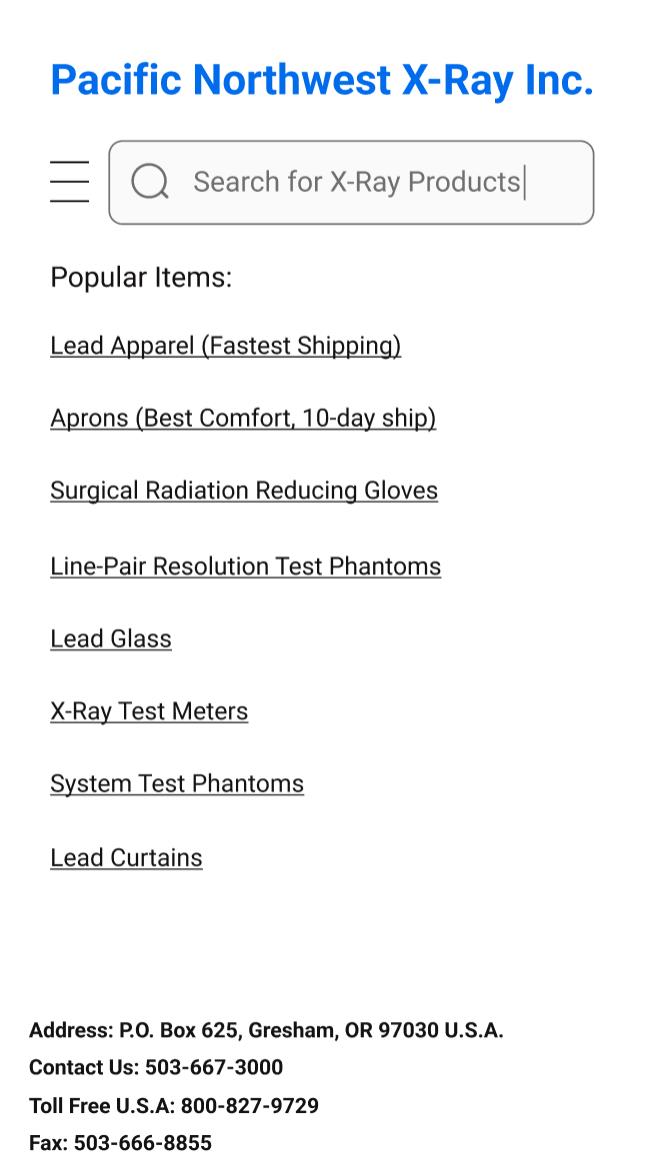 Pacific Northwest X-Ray Inc.
Search for X-Ray Products
Popular Items:
Lead Apparel (Fastest Shipping)
Aprons (Best Comfort, 10-day ship)
Surgical Radiation Reducing Gloves
Line-Pair Resolution Test Phantoms
Lead Glass
X-Ray Test Meters
System Test Phantoms
Lead Curtains
Address: P.O. Box 625, Gresham, OR 97030 U.S.A.
Contact Us: 503-667-3000
Toll Free U.S.A: 800-827-9729
Fax: 503-666-8855